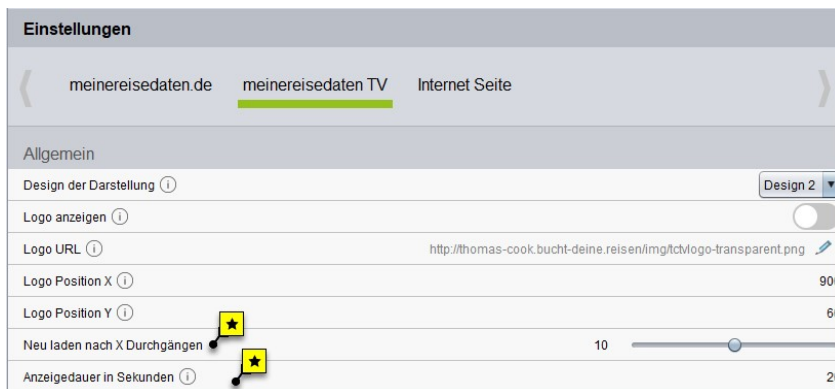 Einstellungen
meinereisedaten.de meinereisedaten TV Internet Seite
Allgemein
Design der Darstellung Design 2
Logo anzeigen
Logo URL http://thomas-cook.bucht-deine.reisen/img/tctvlogo-transparent.png
Logo Position X
Logo Position Y
Neu laden nach X Durchgängen 10
Anzeigedauer in Sekunden